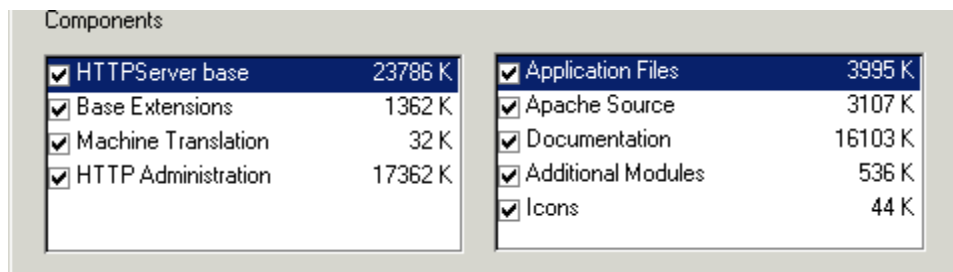 Components
HTTPServer base 23786 K
Base Extensions 1362 K
Machine Translation 32 K
HTTP Administration 17362 K
Application Files 3995 K
Apache Source 3107 K
Documentation 16103 K
Additional Modules 536 K
Icons 44 K